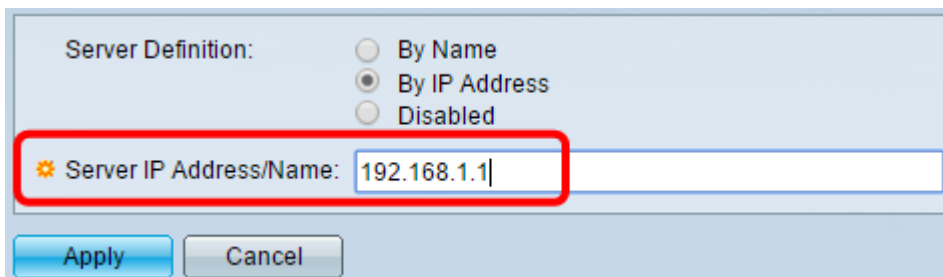 Server Definition: By Name
By IP Address
Disabled
Server IP Address/Name: 192.168.1.1
Apply Cancel